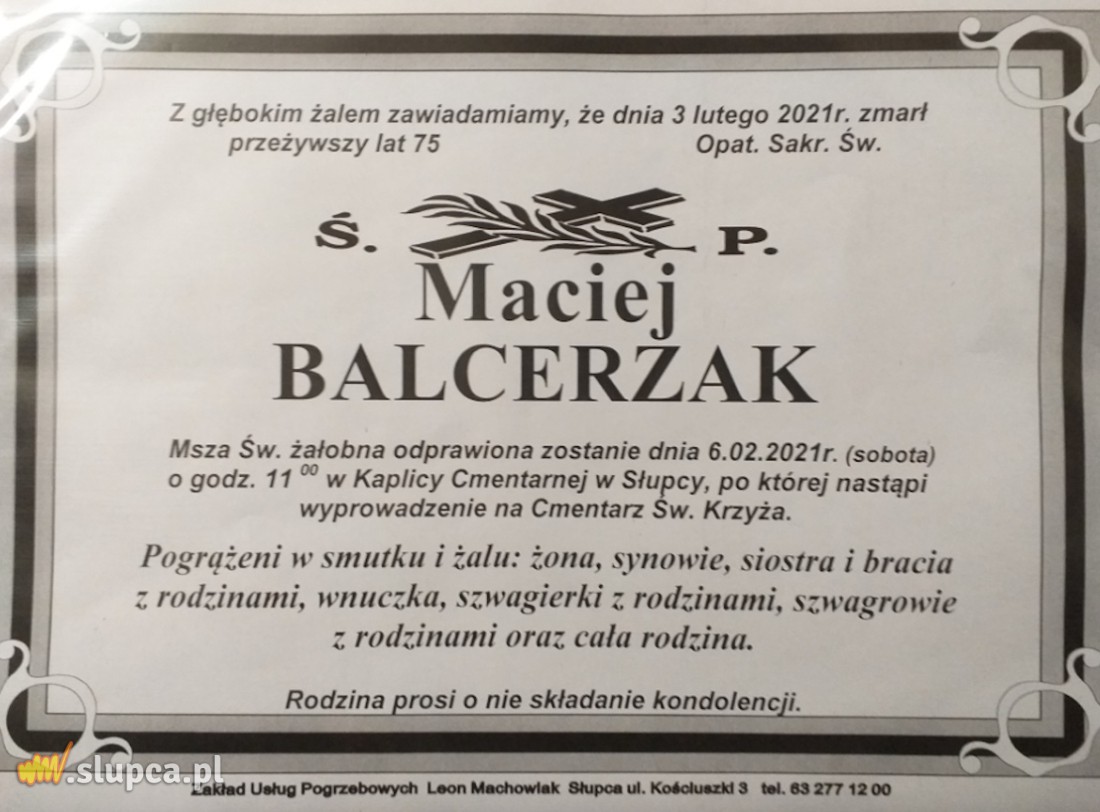 Z głębokim żalem zawiadamiamy, że dnia 3 lutego 2021r. zmarł
przeżywszy lat 75 Opat. Sakr. Św.
Ś. P.
Maciej
BALCERZAK
Msza Św. żałobna odprawiona zostanie dnia 6.02.2021r. (sobota)
o godz. 11 00 w Kaplicy Cmentarnej w Słupcy, po której nastąpi
wyprowadzenie na Cmentarz Św. Krzyża.
Pogrążeni w smutku i żalu: żona, synowie, siostra i bracia
z rodzinami, wnuczka, szwagierki z rodzinami, szwagrowie
z rodzinami oraz cała rodzina.
Rodzina prosi o nie składanie kondolencji.
.slupca.pl
Zakład Usług Pogrzebowych Leon Machowiak Słupca ul. Kościuszki 3 tel. 63 277 12 00